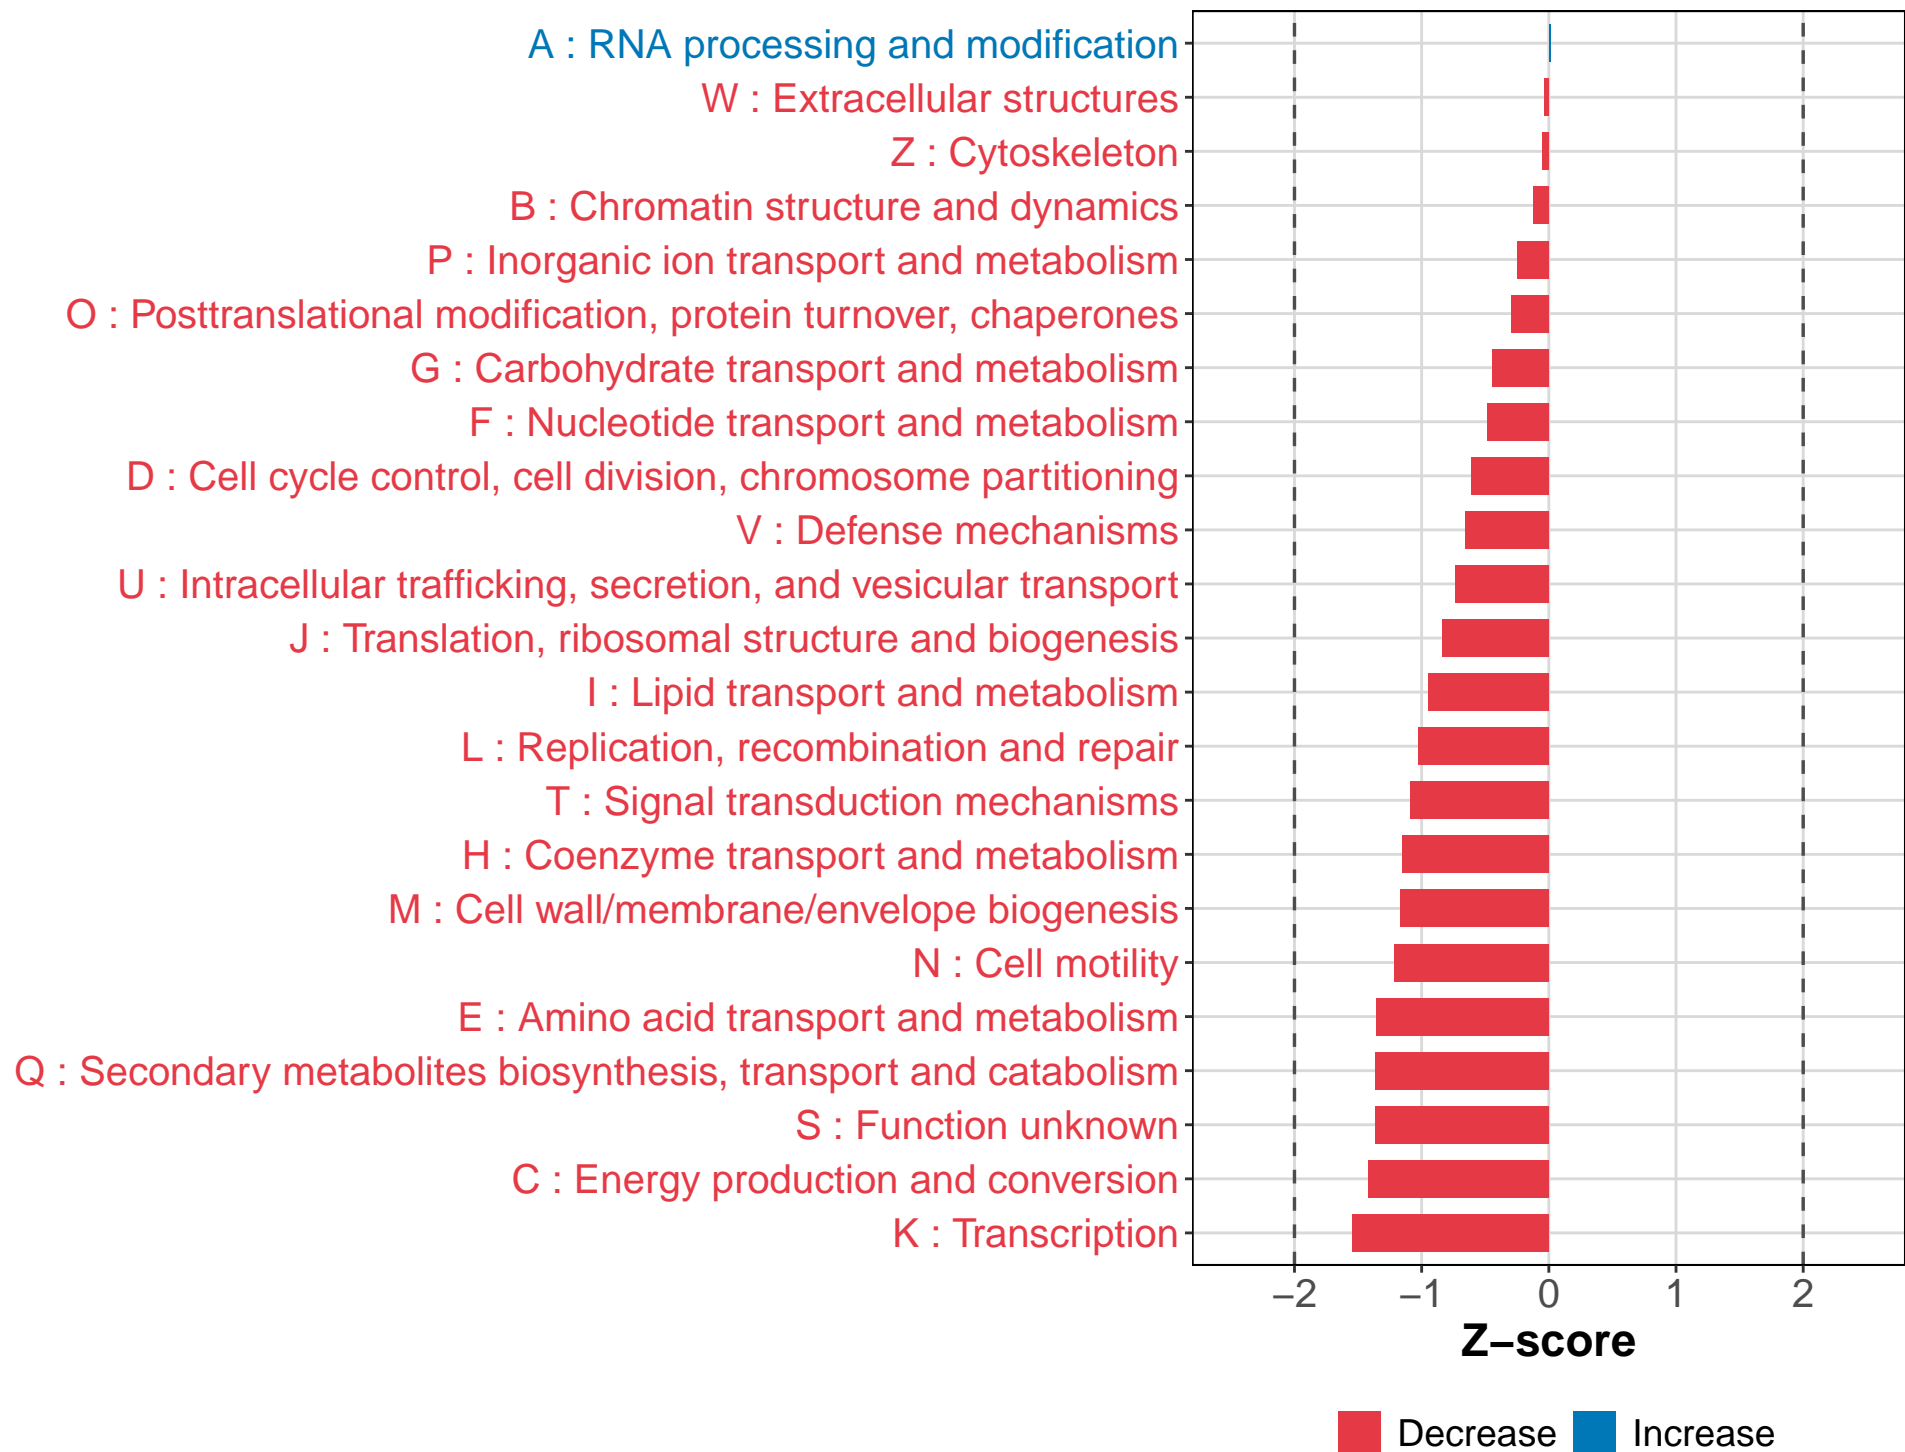 A : RNA processing and modification
W : Extracellular structures
Z : Cytoskeleton
B : Chromatin structure and dynamics
P : Inorganic ion transport and metabolism
O : Posttranslational modification, protein turnover, chaperones
G : Carbohydrate transport and metabolism
F : Nucleotide transport and metabolism
D : Cell cycle control, cell division, chromosome partitioning
V : Defense mechanisms
U : Intracellular trafficking, secretion, and vesicular transport
J : Translation, ribosomal structure and biogenesis
I : Lipid transport and metabolism
L : Replication, recombination and repair
T : Signal transduction mechanisms
H : Coenzyme transport and metabolism
M : Cell wall/membrane/envelope biogenesis
N : Cell motility
E : Amino acid transport and metabolism
Q : Secondary metabolites biosynthesis, transport and catabolism
S : Function unknown
C : Energy production and conversion
K : Transcription
−2 −1 0 1 2
Z−score
Decrease Increase